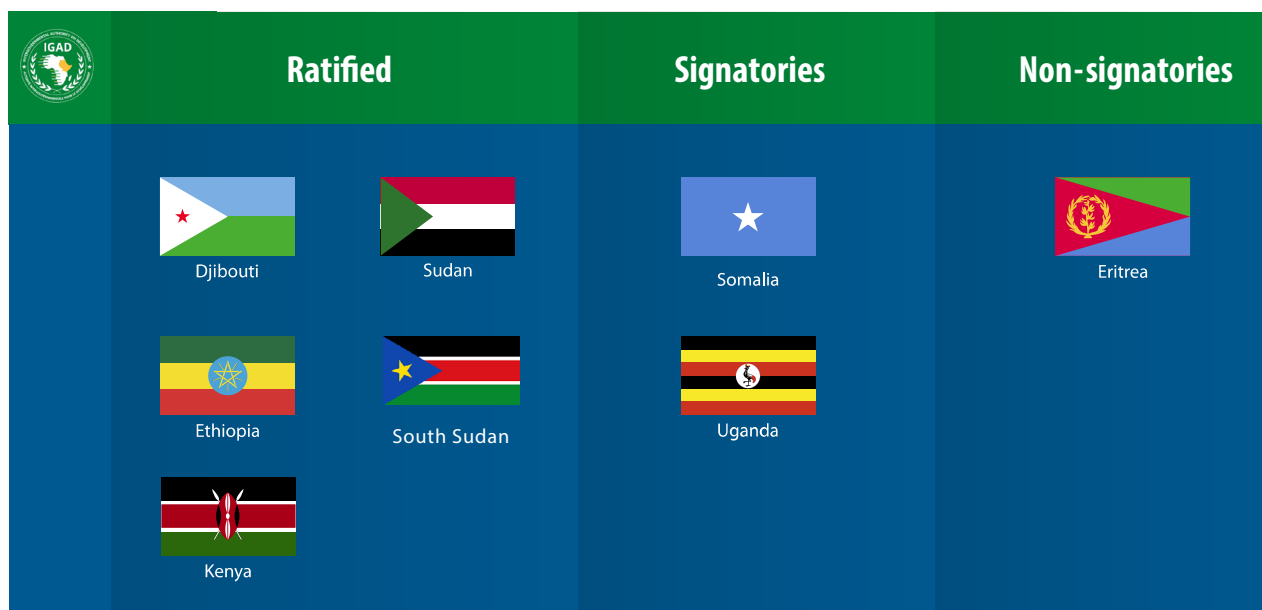 IGAD
Ratified
Signatories
Non-signatories
Djibouti
Sudan
Somalia
Eritrea
Ethiopia
South Sudan
Uganda
Kenya